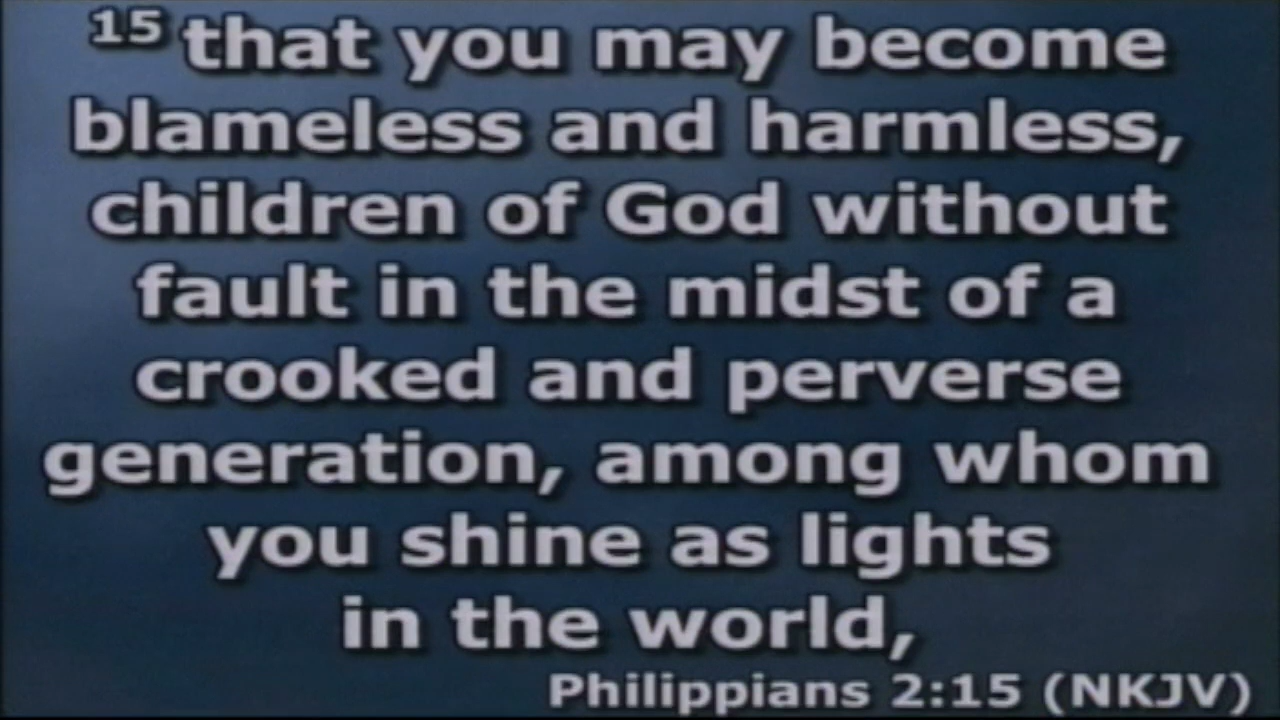 15 that you may become
blameless and harmless,
children of God without
fault in the midst of a
crooked and perverse
generation, among whom
you shine as lights
in the world,
Philippians 2:15 (NKJV)